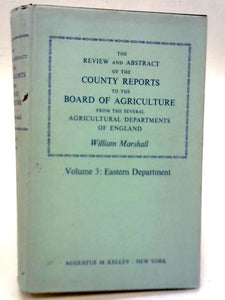 THE
REVIEW AND ABSTRACT
OF THE
COUNTY REPORTS
TO THE
BOARD OF AGRICULTURE
FROM THE SEVERAL
AGRICULTURAL DEPARTMENTS
OF ENGLAND
William Marshall
Volume 3: Eastern Department
AUGUSTUS M. KELLEY · NEW YORK